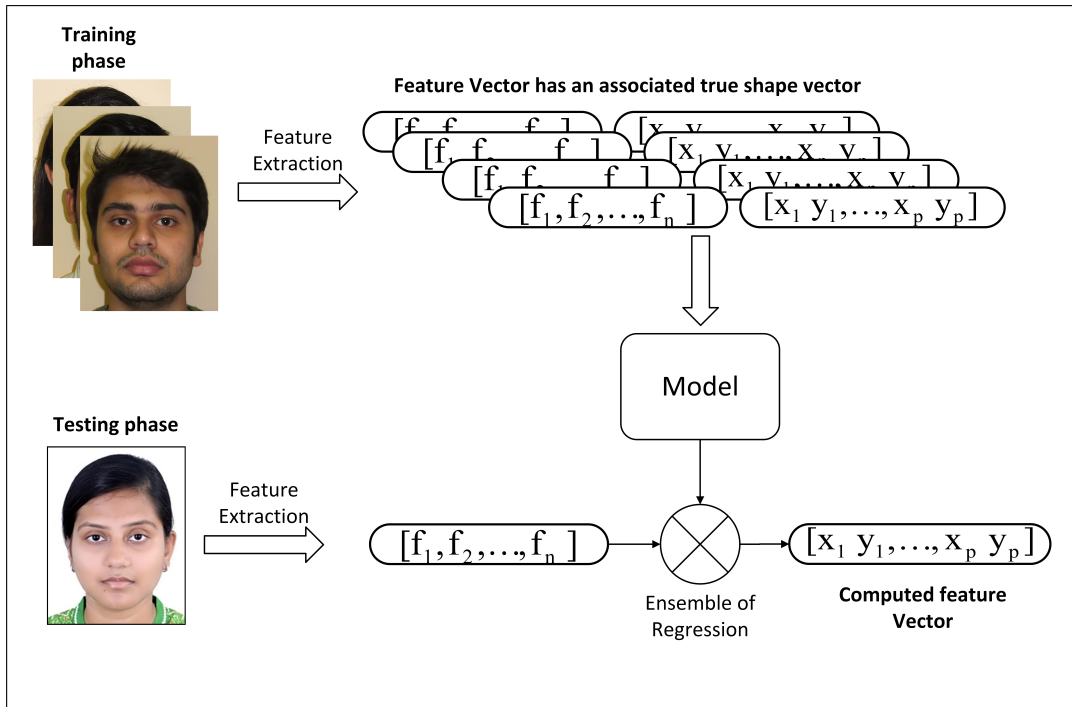 Training
phase
Feature Vector has an associated true shape vector
Feature
Extraction
[f₁,f₂,…,fₙ ]
[x₁ y₁,…,xₚ yₚ]
Model
Testing phase
Feature
Extraction
[f₁,f₂,…,fₙ ]
[x₁ y₁,…,xₚ yₚ]
Ensemble of
Regression
Computed feature
Vector